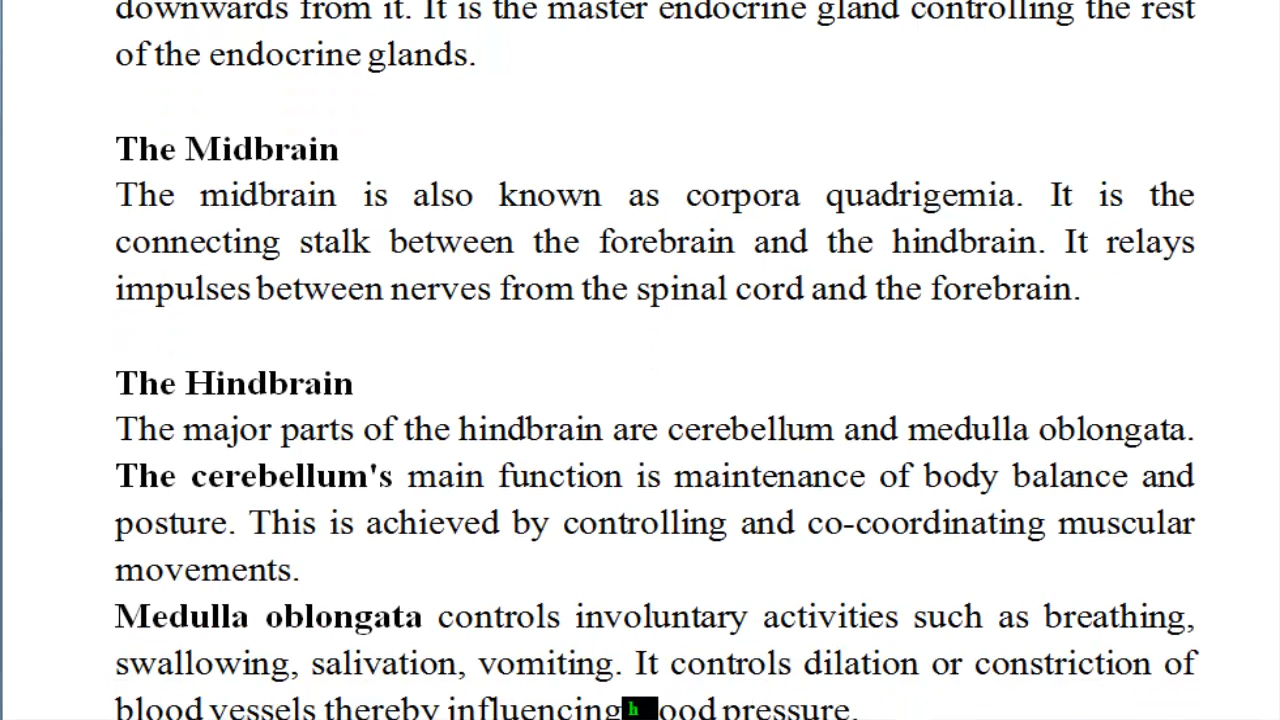 downwards from it. It is the master endocrine gland controlling the rest
of the endocrine glands.
The Midbrain
The midbrain is also known as corpora quadrigemia. It is the
connecting stalk between the forebrain and the hindbrain. It relays
impulses between nerves from the spinal cord and the forebrain.
The Hindbrain
The major parts of the hindbrain are cerebellum and medulla oblongata.
The cerebellum's main function is maintenance of body balance and
posture. This is achieved by controlling and co-coordinating muscular
movements.
Medulla oblongata controls involuntary activities such as breathing,
swallowing, salivation, vomiting. It controls dilation or constriction of
blood vessels thereby influencing h ood pressure.